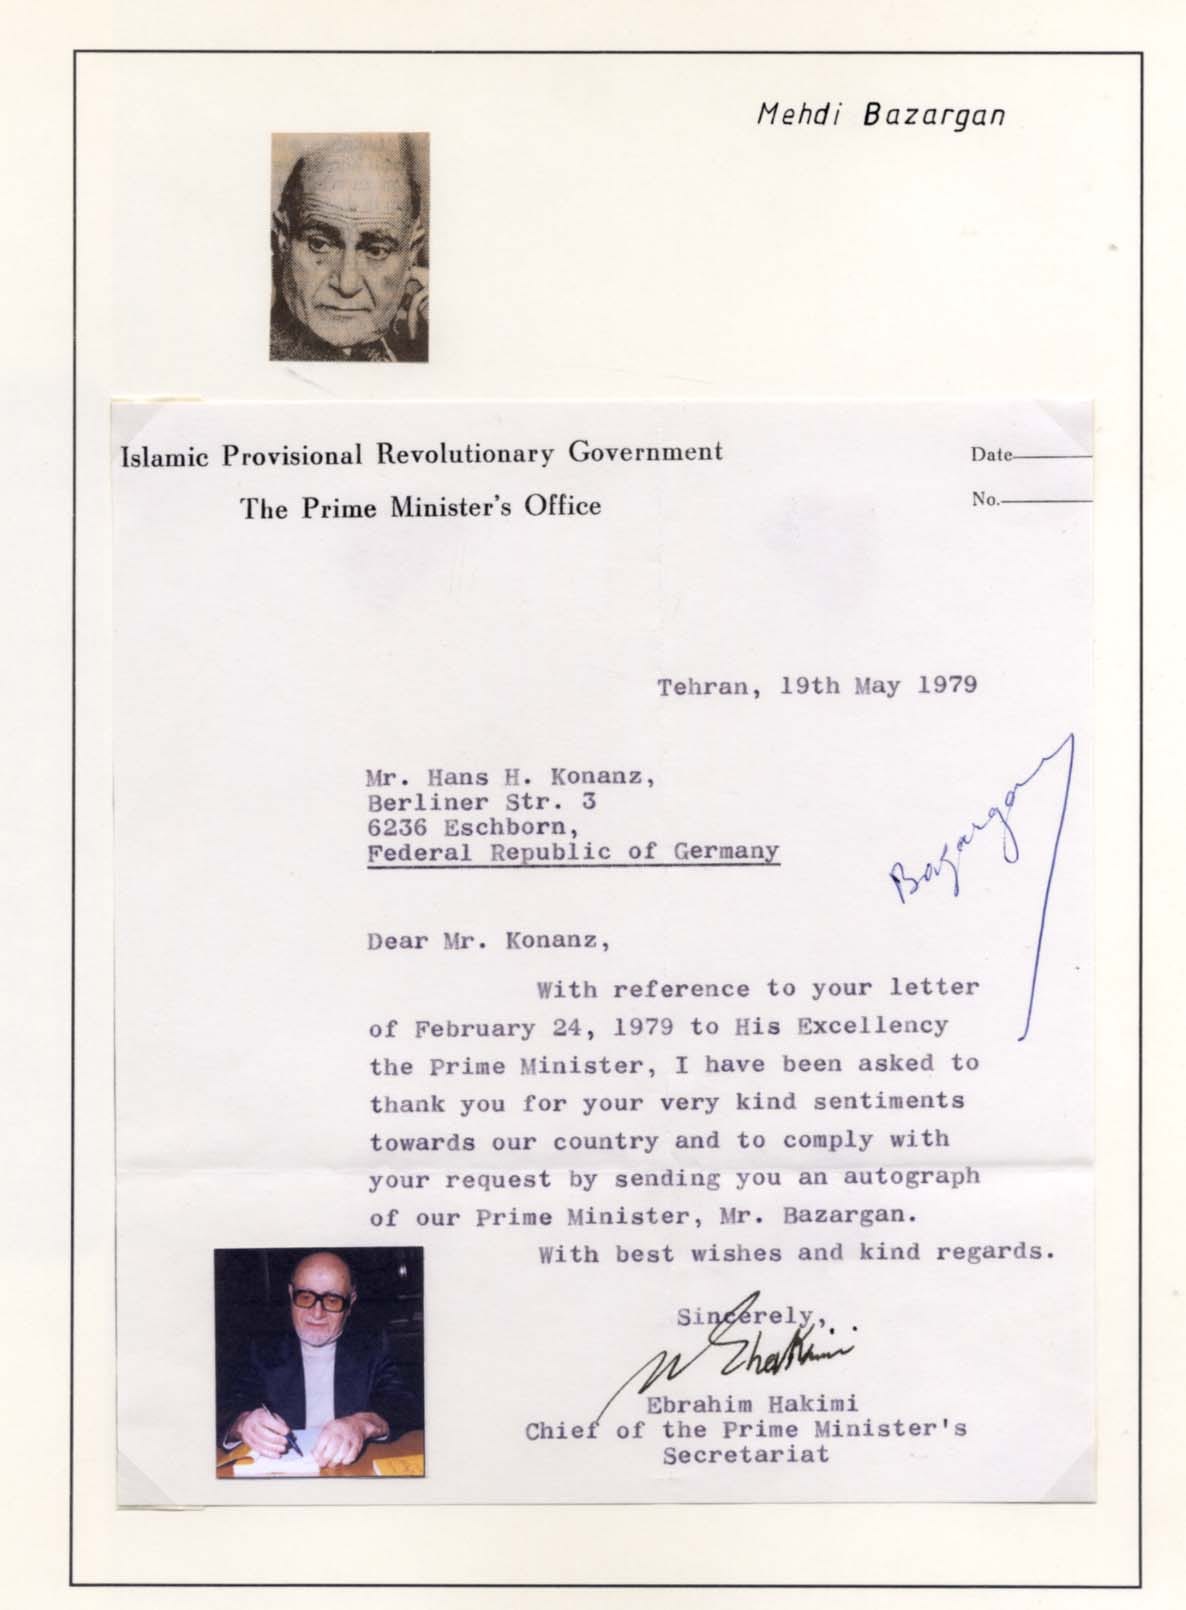 Mehdi Bazargan
Islamic Provisional Revolutionary Government
The Prime Minister's Office
Date
No.
Tehran, 19th May 1979
Mr. Hans H. Konanz,
Berliner Str. 3
6236 Eschborn,
Federal Republic of Germany
Bazargan
Dear Mr. Konanz,
With reference to your letter
of February 24, 1979 to His Excellency
the Prime Minister, I have been asked to
thank you for your very kind sentiments
towards our country and to comply with
your request by sending you an autograph
of our Prime Minister, Mr. Bazargan.
With best wishes and kind regards.
Sincerely,
Ebrahim Hakimi
Chief of the Prime Minister's
Secretariat